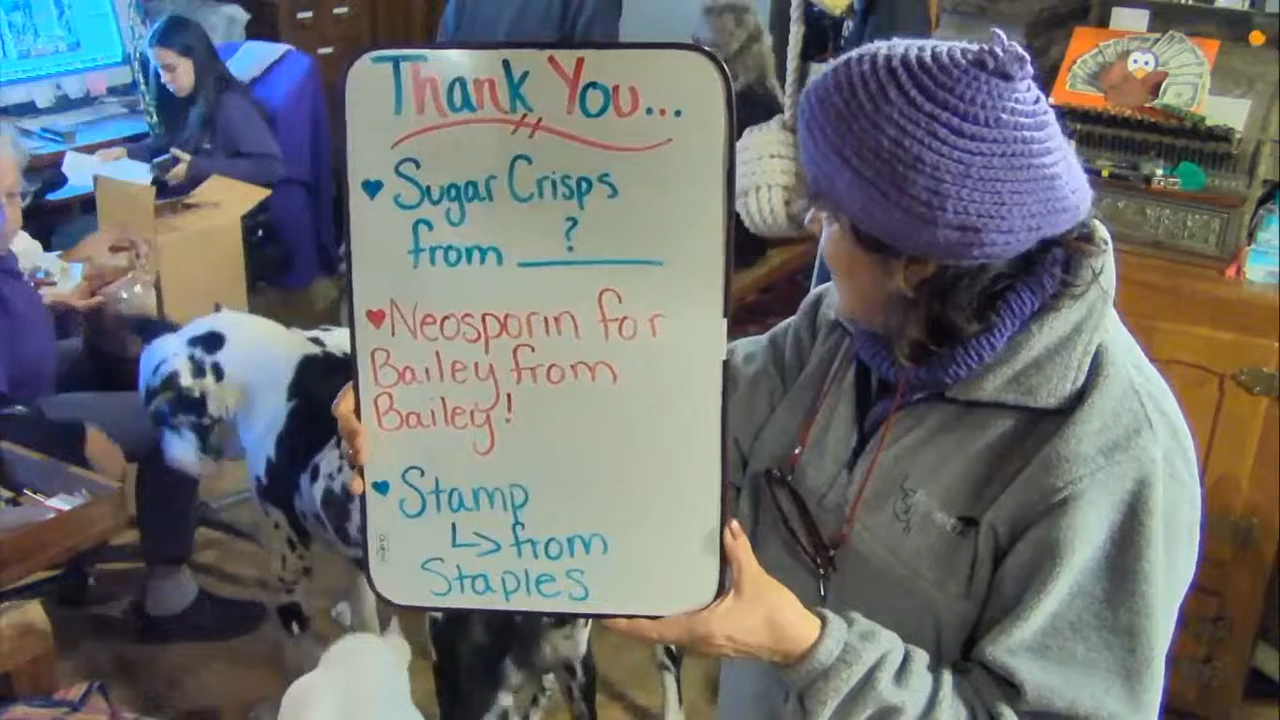 Thank You...
Sugar Crisps
from ?
Neosporin for
Bailey from
Bailey!
Stamp
↳ from
Staples